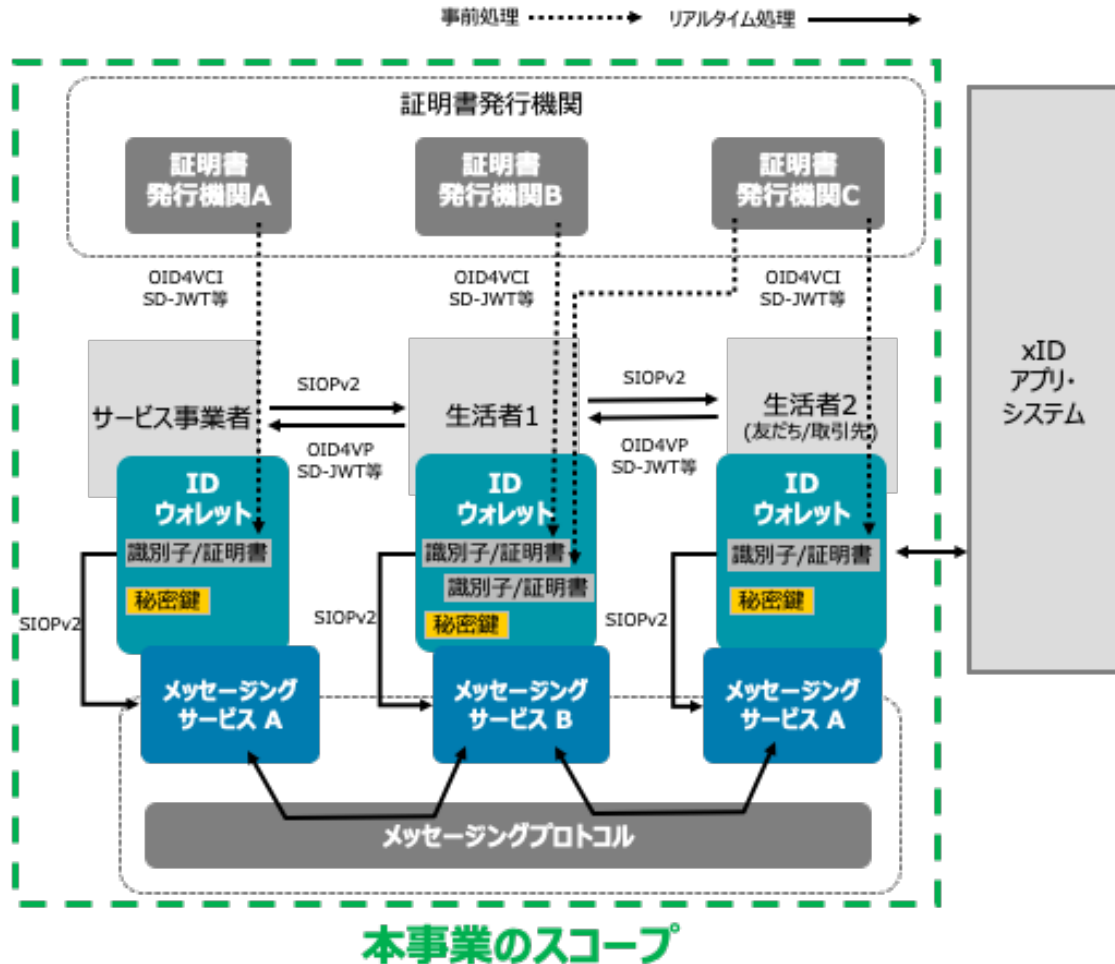 事前処理
リアルタイム処理
証明書発行機関
証明書
発行機関A
証明書
発行機関B
証明書
発行機関C
OID4VCI
SD-JWT等
OID4VCI
SD-JWT等
OID4VCI
SD-JWT等
サービス事業者
SIOPv2
OID4VP
SD-JWT等
生活者1
SIOPv2
OID4VP
SD-JWT等
生活者2
(友だち/取引先)
xID
アプリ・
システム
ID
ウォレット
識別子/証明書
秘密鍵
ID
ウォレット
識別子/証明書
識別子/証明書
秘密鍵
ID
ウォレット
識別子/証明書
秘密鍵
SIOPv2
SIOPv2
SIOPv2
メッセージング
サービス A
メッセージング
サービス B
メッセージング
サービス A
メッセージングプロトコル
本事業のスコープ